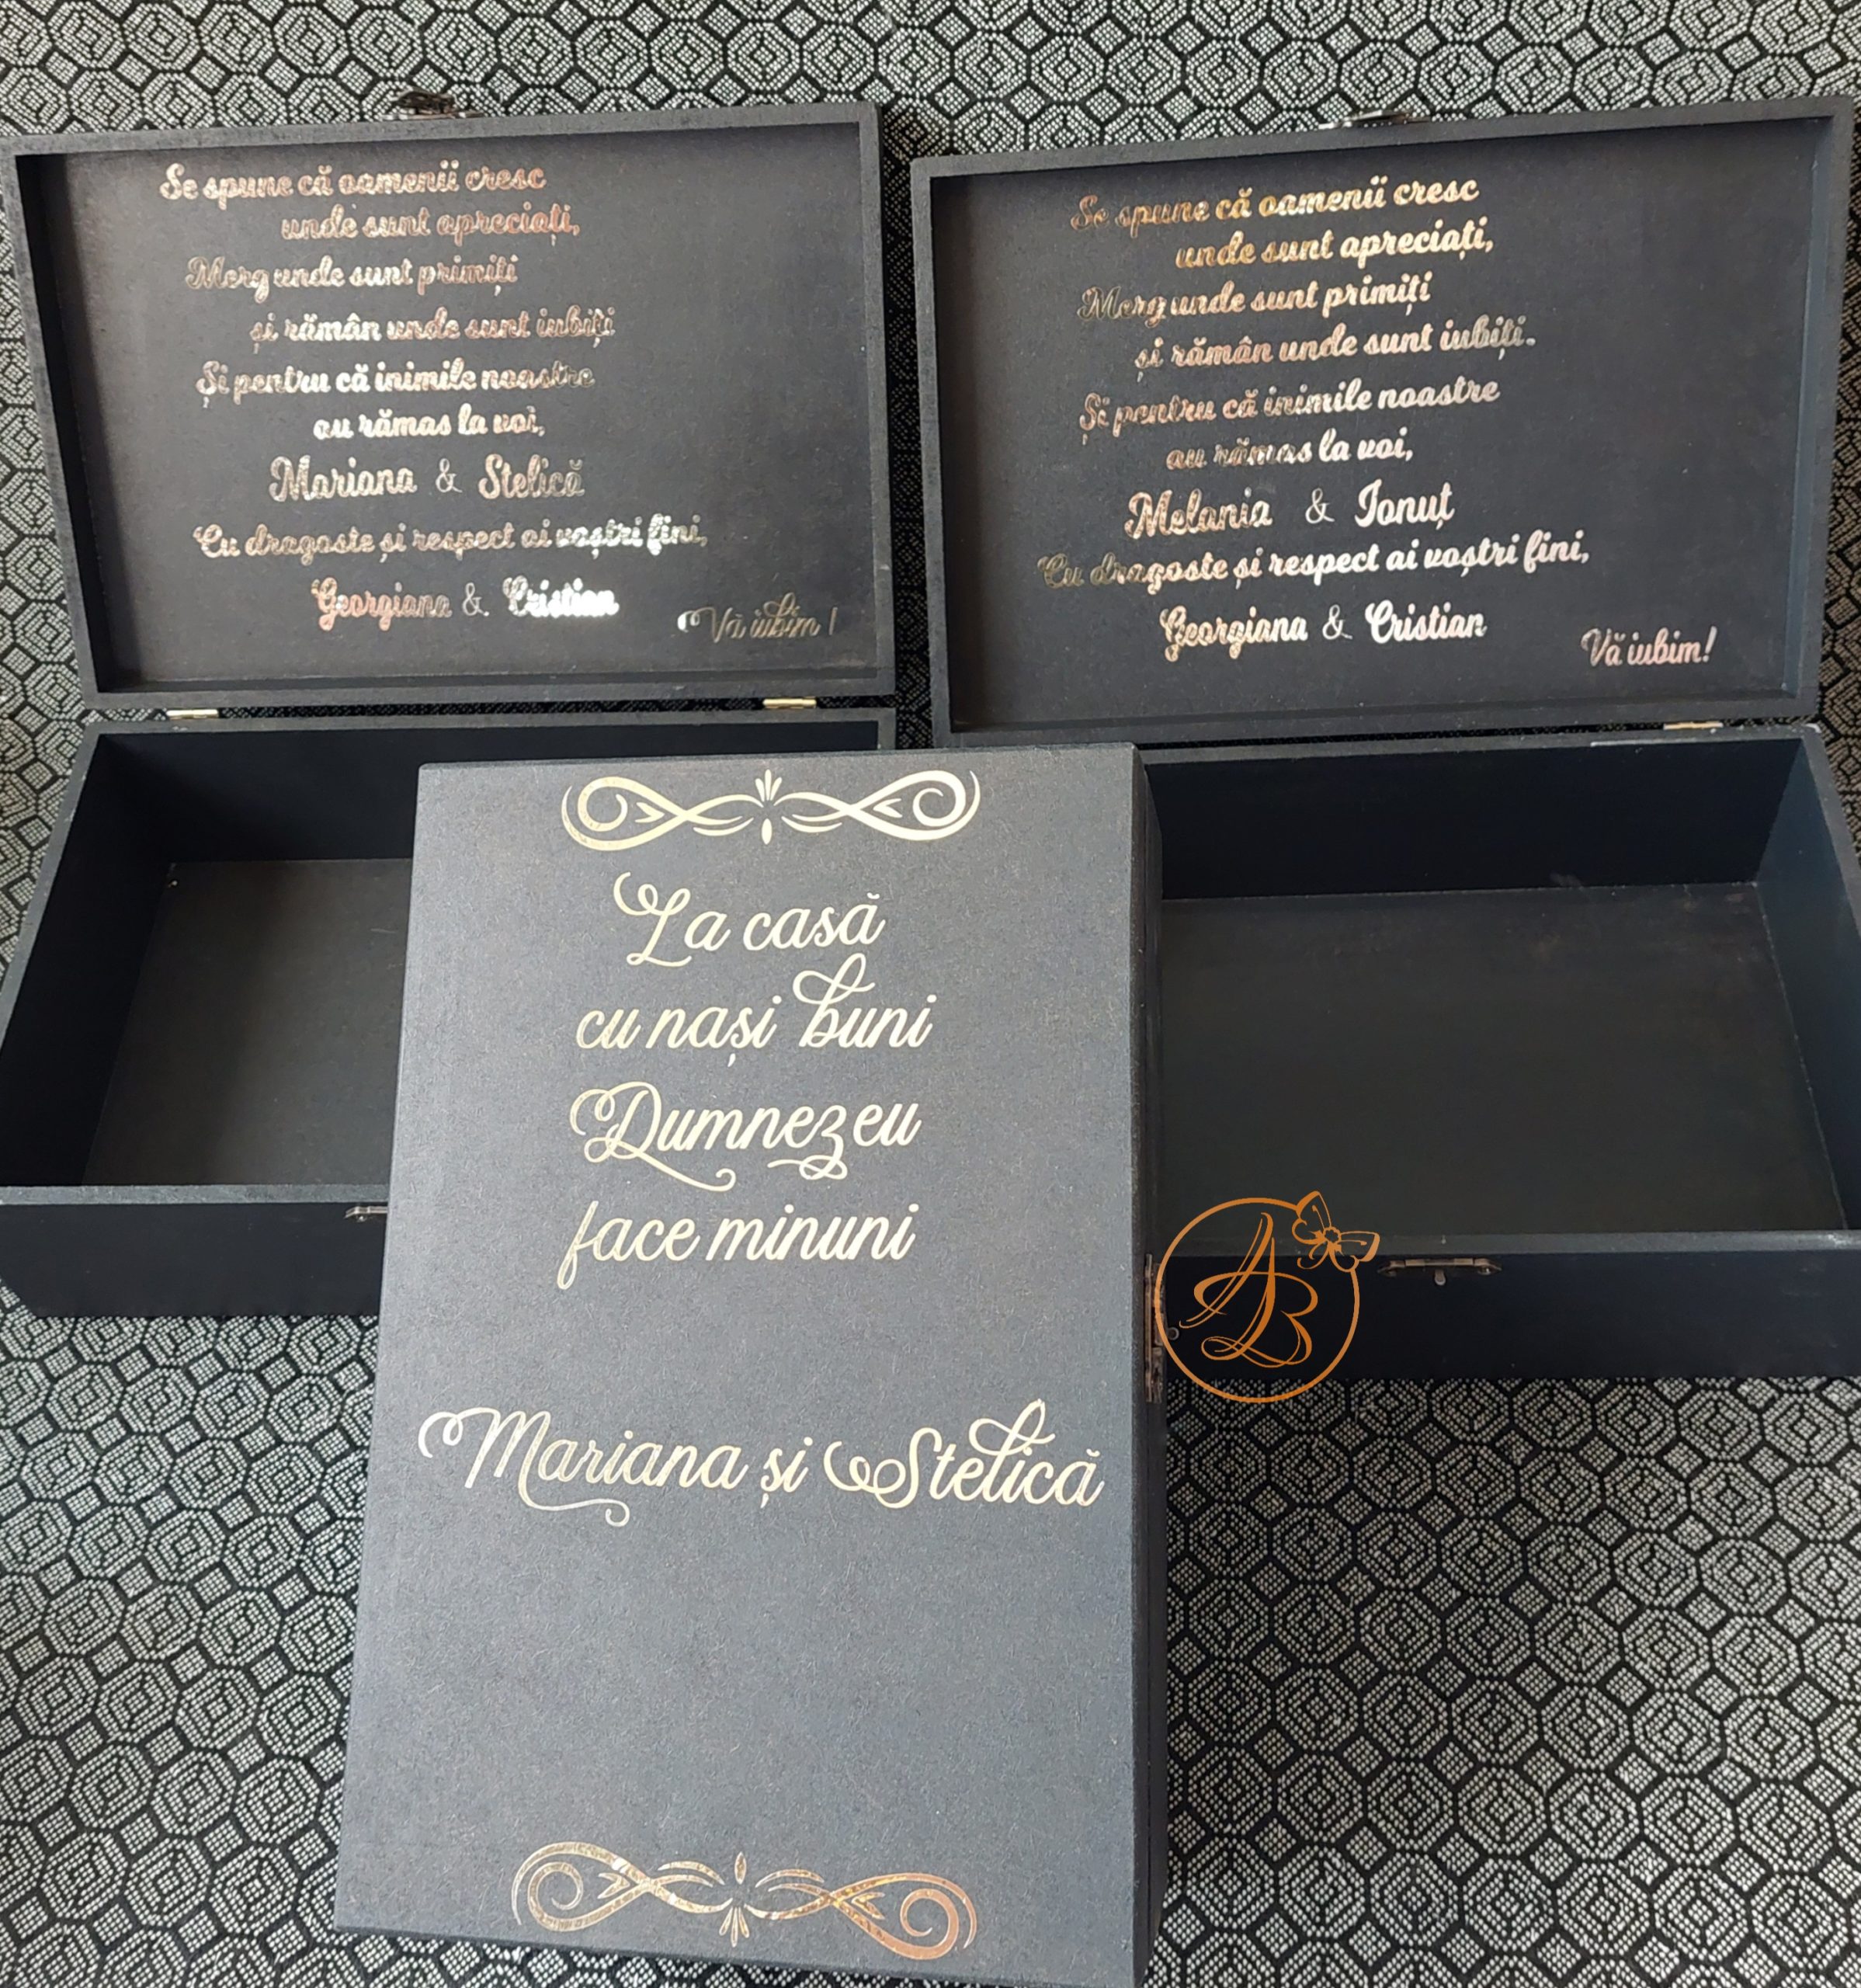 Se spune că oamenii cresc
unde sunt apreciați,
Merg unde sunt primiți
și rămân unde sunt iubiți
Și pentru că inimile noastre
au rămas la voi,
Mariana & Stelică
Cu dragoste și respect ai voștri fini,
Georgiana & Cristian
Vă iubim!
Se spune că oamenii cresc
unde sunt apreciați,
Merg unde sunt primiți
și rămân unde sunt iubiți.
Și pentru că inimile noastre
au rămas la voi,
Melania & Ionuț
Cu dragoste și respect ai voștri fini,
Georgiana & Cristian
Vă iubim!
La casă
cu nași buni
Dumnezeu
face minuni
Mariana și Stelică
AB